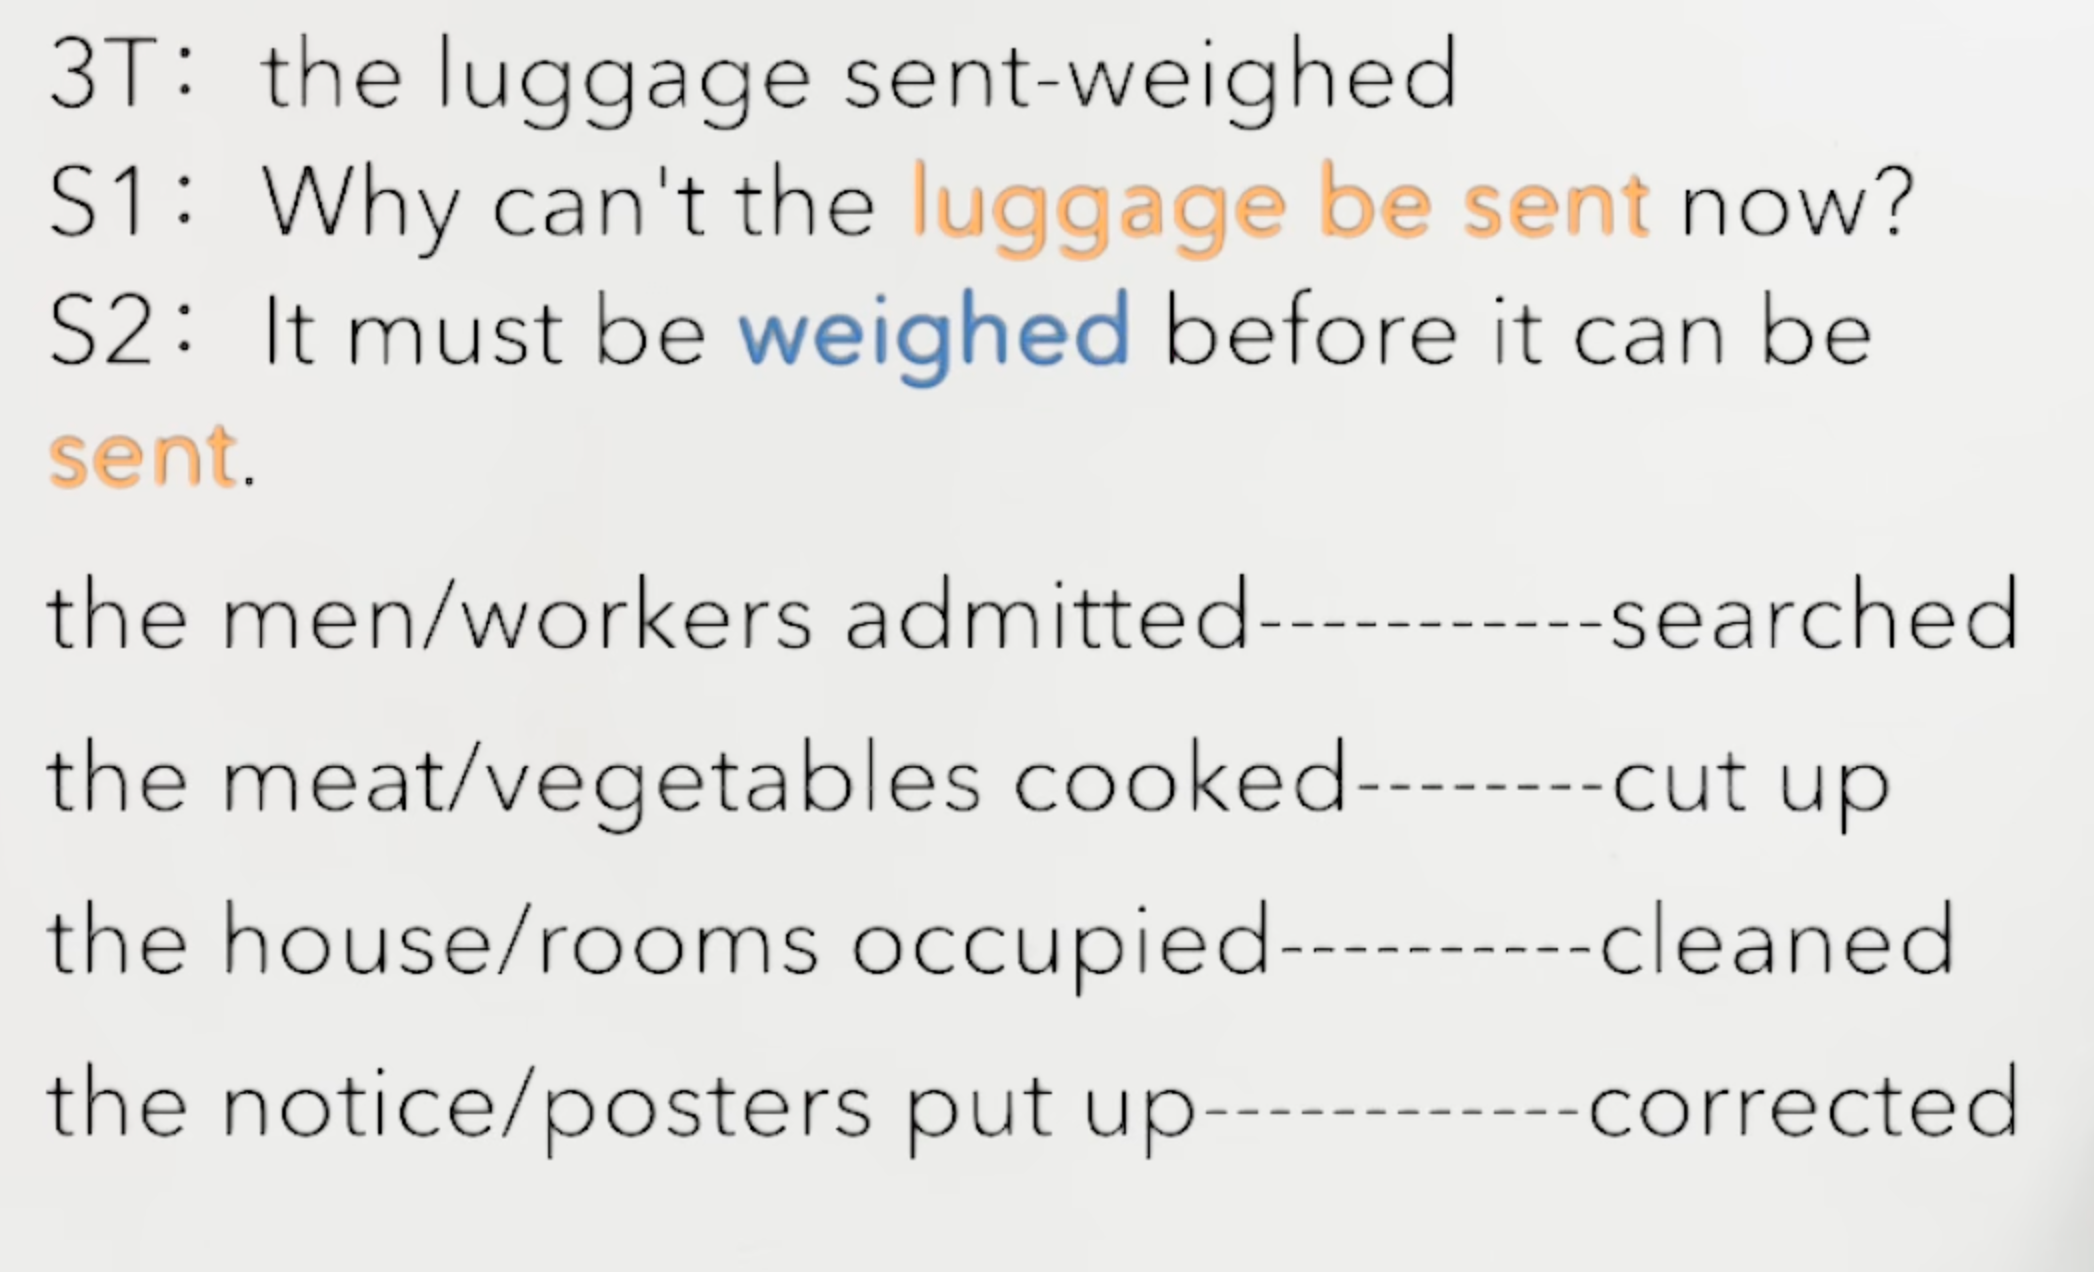 3T: the luggage sent-weighed
S1: Why can't the luggage be sent now?
S2: It must be weighed before it can be
sent.
the men/workers admitted-----------searched
the meat/vegetables cooked--------cut up
the house/rooms occupied----------cleaned
the notice/posters put up------------corrected